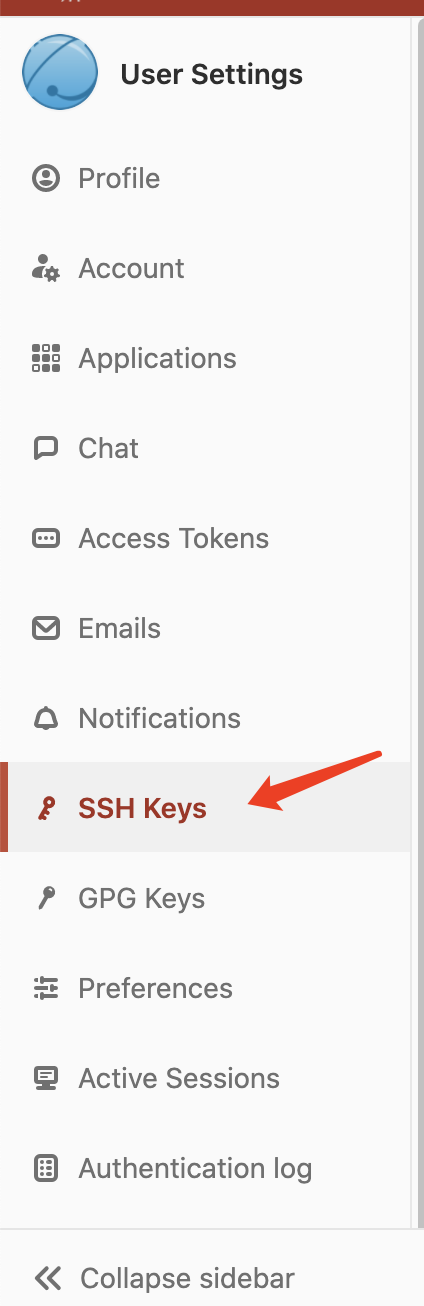 User Settings
Profile
Account
Applications
Chat
Access Tokens
Emails
Notifications
SSH Keys
GPG Keys
Preferences
Active Sessions
Authentication log
Collapse sidebar